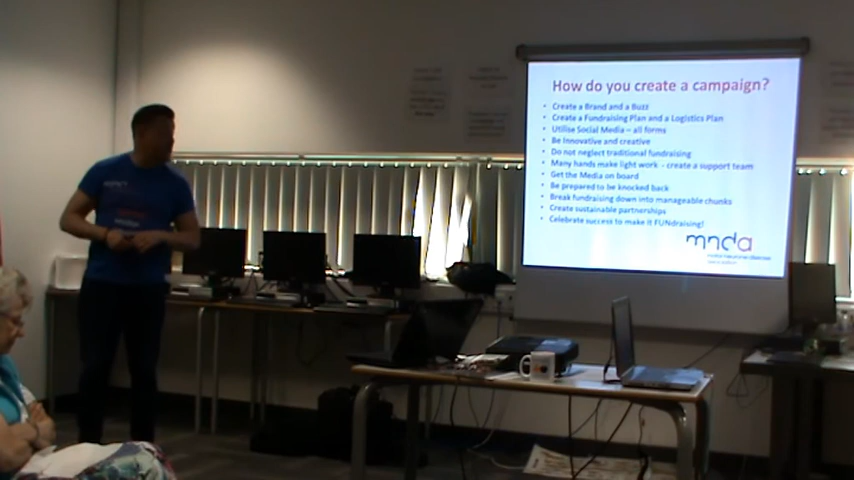 How do you create a campaign?
• Create a Brand and a Buzz
• Create a Fundraising Plan and a Logistics Plan
• Utilise Social Media – all forms
• Be Innovative and creative
• Do not neglect traditional fundraising
• Many hands make light work - create a support team
• Get the Media on board
• Be prepared to be knocked back
• Break fundraising down into manageable chunks
• Create sustainable partnerships
• Celebrate success to make it FUNdraising!
mnda
motor neurone disease